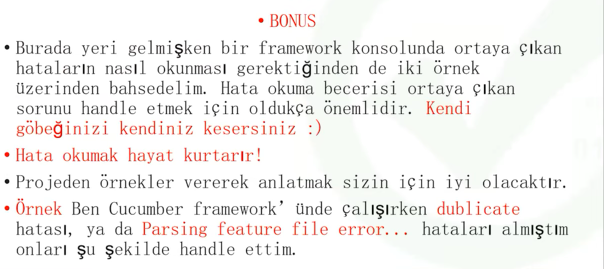 • BONUS
• Burada yeri gelmişken bir framework konsolunda ortaya çıkan
hataların nasıl okunması gerektiğinden de iki örnek
üzerinden bahsedelim. Hata okuma becerisi ortaya çıkan
sorunu handle etmek için oldukça önemlidir. Kendi
göbeğinizi kendiniz kesersiniz :)
• Hata okumak hayat kurtarır!
• Projeden örnekler vererek anlatmak sizin için iyi olacaktır.
• Örnek Ben Cucumber framework’ünde çalışırken dublicate
hatası, ya da Parsing feature file error... hataları almıştım
onları şu şekilde handle ettim.